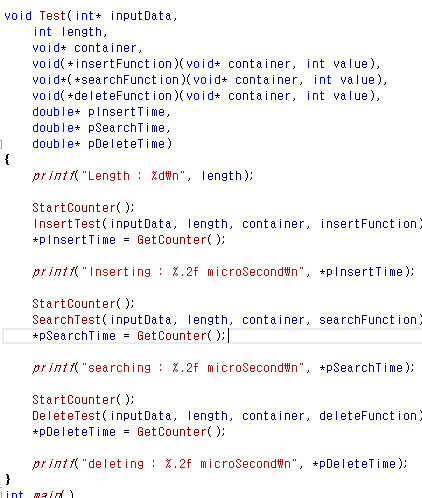 void Test(int* inputData,
int length,
void* container,
void(*insertFunction)(void* container, int value),
void*(*searchFunction)(void* container, int value),
void(*deleteFunction)(void* container, int value),
double* pInsertTime,
double* pSearchTime,
double* pDeleteTime)
{
printf("Length : %d₩n", length);
StartCounter();
InsertTest(inputData, length, container, insertFunction)
*pInsertTime = GetCounter();
printf("Inserting : %.2f microSecond₩n", *pInsertTime);
StartCounter();
SearchTest(inputData, length, container, searchFunction)
*pSearchTime = GetCounter();
printf("searching : %.2f microSecond₩n", *pSearchTime);
StartCounter();
DeleteTest(inputData, length, container, deleteFunction)
*pDeleteTime = GetCounter();
printf("deleting : %.2f microSecond₩n", *pDeleteTime);
}
int main()